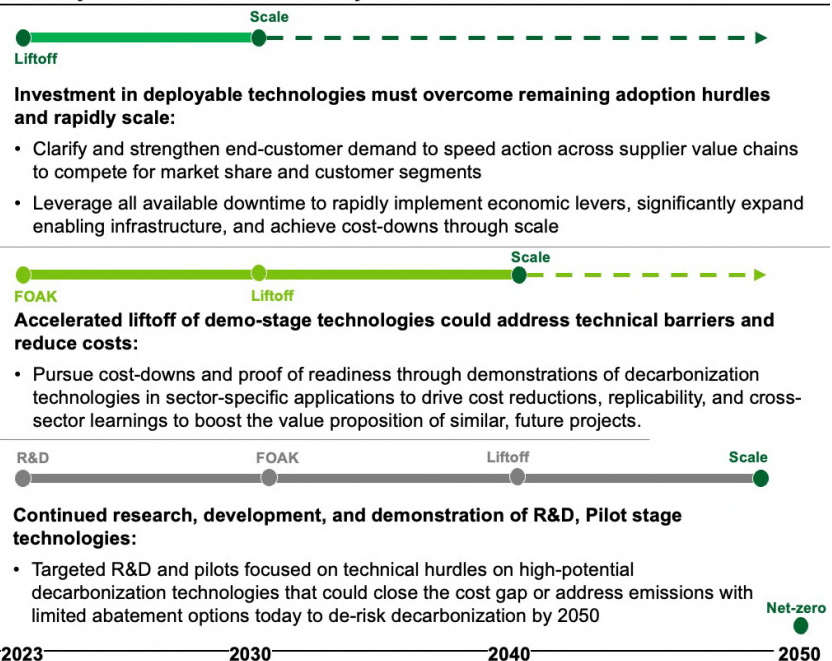 Scale
Liftoff
Investment in deployable technologies must overcome remaining adoption hurdles
and rapidly scale:
• Clarify and strengthen end-customer demand to speed action across supplier value chains
to compete for market share and customer segments
• Leverage all available downtime to rapidly implement economic levers, significantly expand
enabling infrastructure, and achieve cost-downs through scale
Scale
FOAK Liftoff
Accelerated liftoff of demo-stage technologies could address technical barriers and
reduce costs:
• Pursue cost-downs and proof of readiness through demonstrations of decarbonization
technologies in sector-specific applications to drive cost reductions, replicability, and cross-
sector learnings to boost the value proposition of similar, future projects.
R&D FOAK Liftoff Scale
Continued research, development, and demonstration of R&D, Pilot stage
technologies:
• Targeted R&D and pilots focused on technical hurdles on high-potential
decarbonization technologies that could close the cost gap or address emissions with
limited abatement options today to de-risk decarbonization by 2050
Net-zero
2023 2030 2040 2050